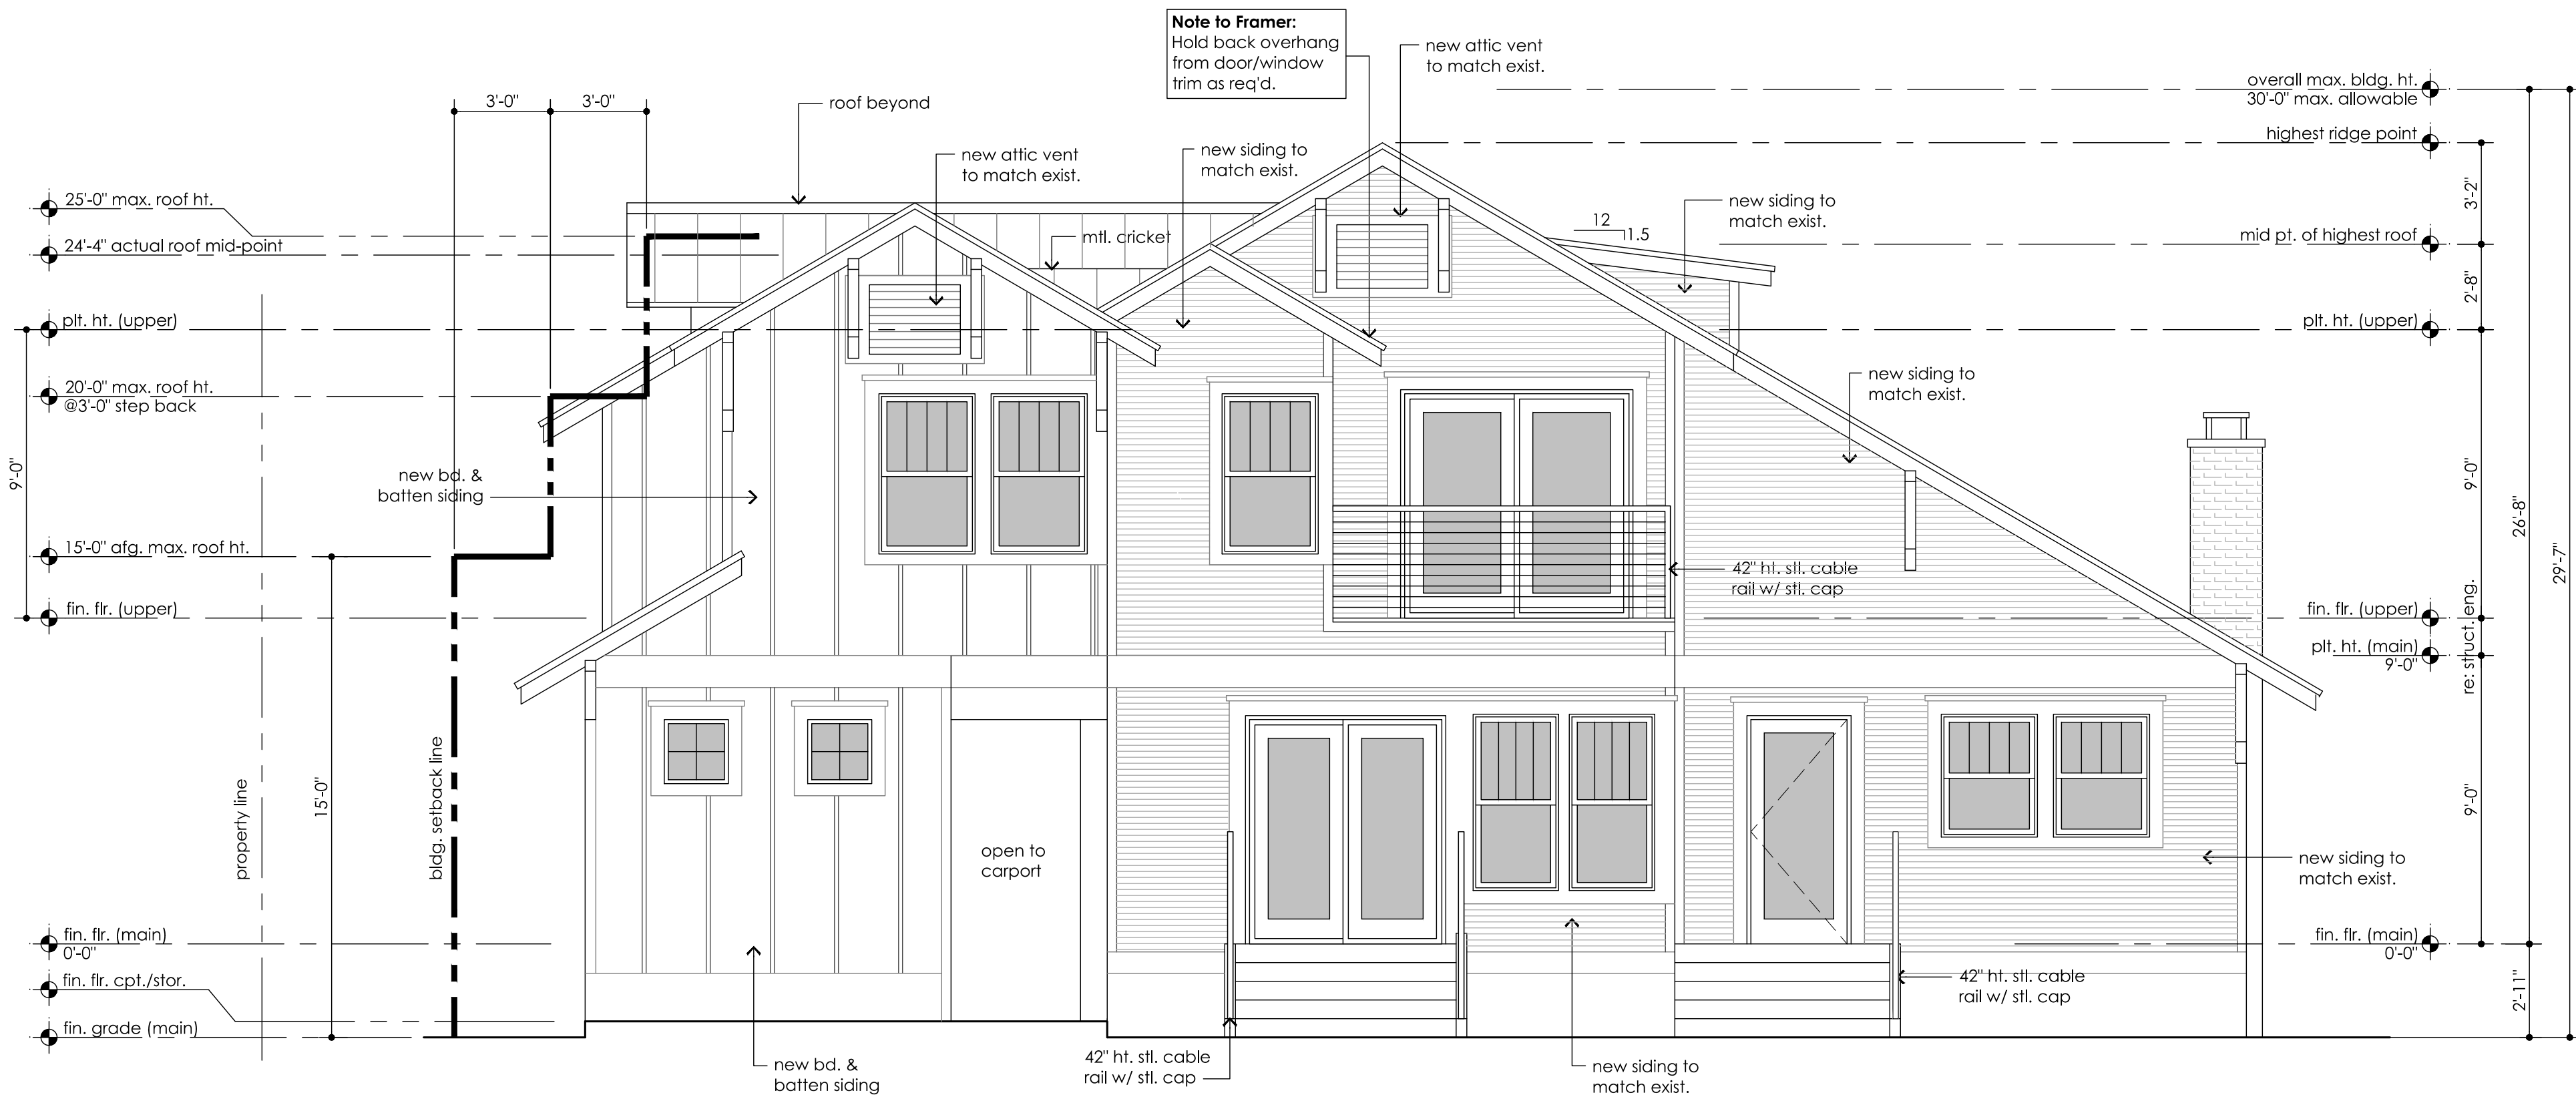 Note to Framer:
Hold back overhang
from door/window
trim as req'd.
new attic vent
to match exist.
overall max. bldg. ht.
30'-0" max. allowable
3'-0"
3'-0"
roof beyond
highest ridge point
new attic vent
to match exist.
new siding to
match exist.
3'-2"
25'-0" max. roof ht.
new siding to
match exist.
12
1.5
24'-4" actual roof mid-point
mtl. cricket
mid pt. of highest roof
2'-8"
plt. ht. (upper)
plt. ht. (upper)
20'-0" max. roof ht.
@3'-0" step back
new siding to
match exist.
9'-0"
new bd. &
batten siding
9'-0"
26'-8"
29'-7"
15'-0" afg. max. roof ht.
42" ht. stl. cable
rail w/ stl. cap
fin. flr. (upper)
fin. flr. (upper)
re: struct. eng.
plt. ht. (main)
9'-0"
property line
15'-0"
bldg. setback line
9'-0"
open to
carport
new siding to
match exist.
fin. flr. (main)
0'-0"
fin. flr. (main)
0'-0"
fin. flr. cpt./stor.
42" ht. stl. cable
rail w/ stl. cap
2'-11"
fin. grade (main)
new bd. &
batten siding
42" ht. stl. cable
rail w/ stl. cap
new siding to
match exist.